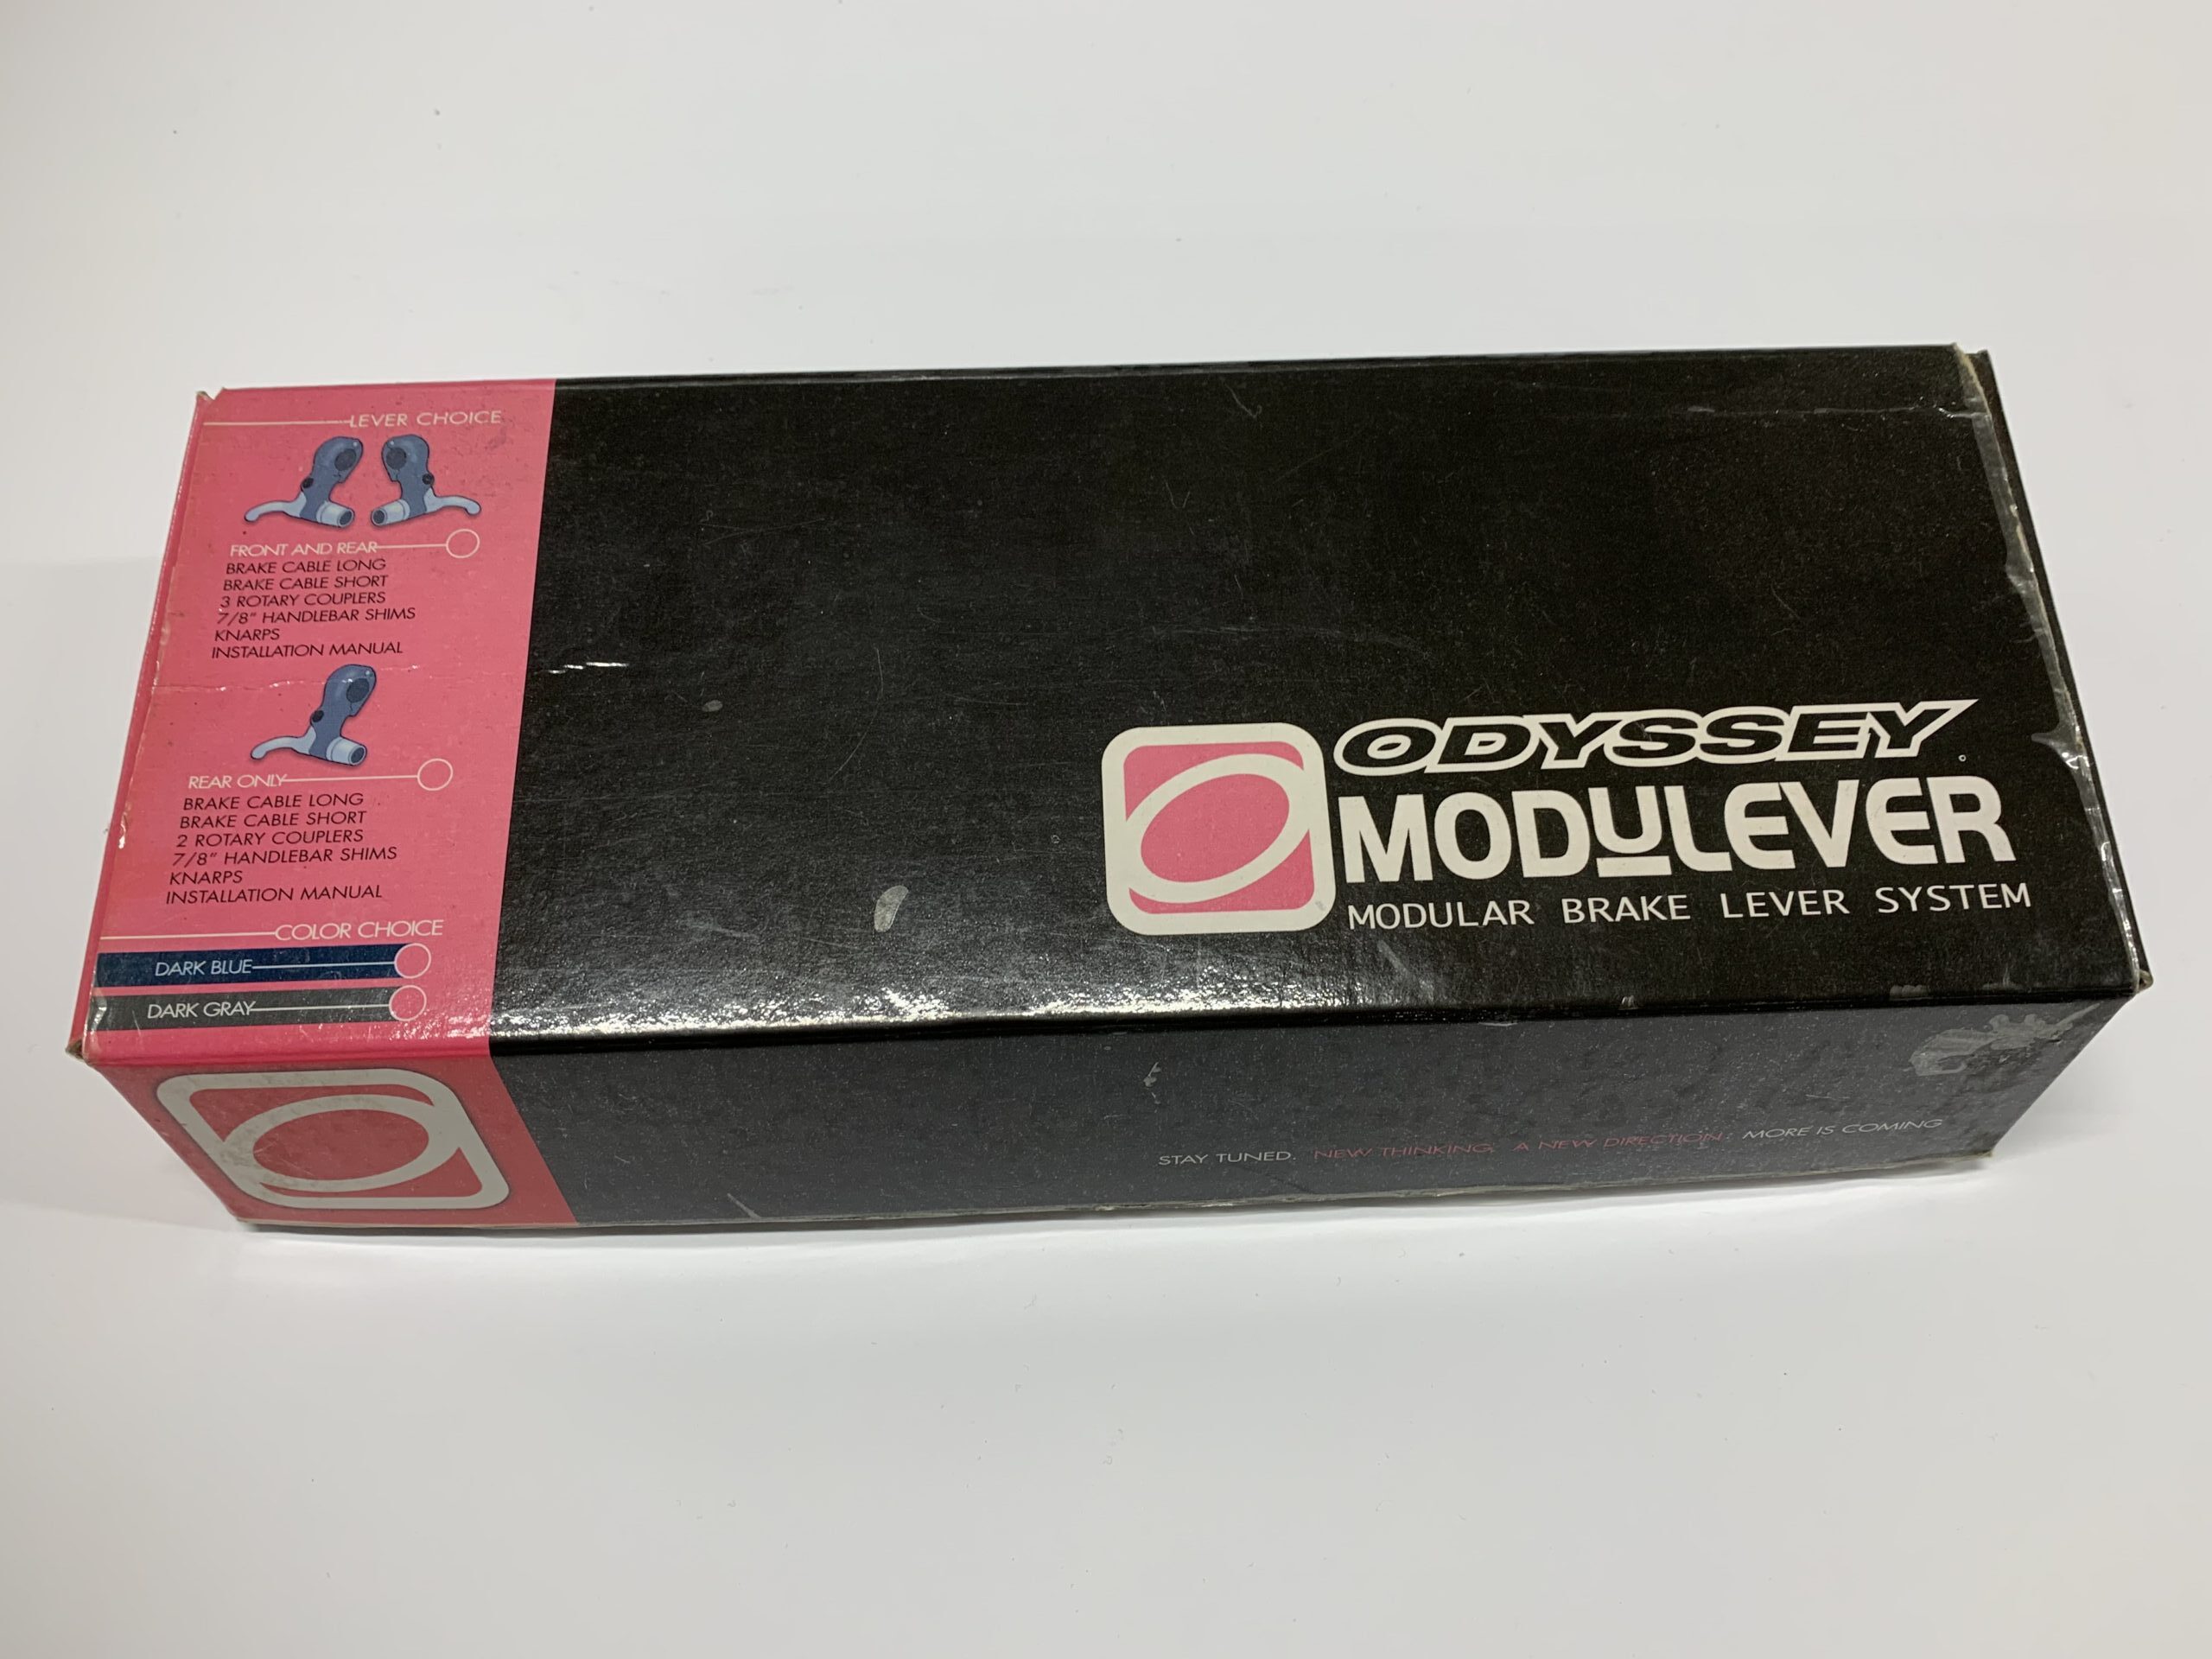 LEVER CHOICE
FRONT AND REAR
BRAKE CABLE LONG
BRAKE CABLE SHORT
3 ROTARY COUPLERS
7/8" HANDLEBAR SHIMS
KNARPS
INSTALLATION MANUAL
REAR ONLY
BRAKE CABLE LONG
BRAKE CABLE SHORT
2 ROTARY COUPLERS
7/8" HANDLEBAR SHIMS
KNARPS
INSTALLATION MANUAL
COLOR CHOICE
DARK BLUE
DARK GRAY
ODYSSEY
MODULEVER
MODULAR BRAKE LEVER SYSTEM
STAY TUNED. NEW THINKING. A NEW DIRECTION. MORE IS COMING